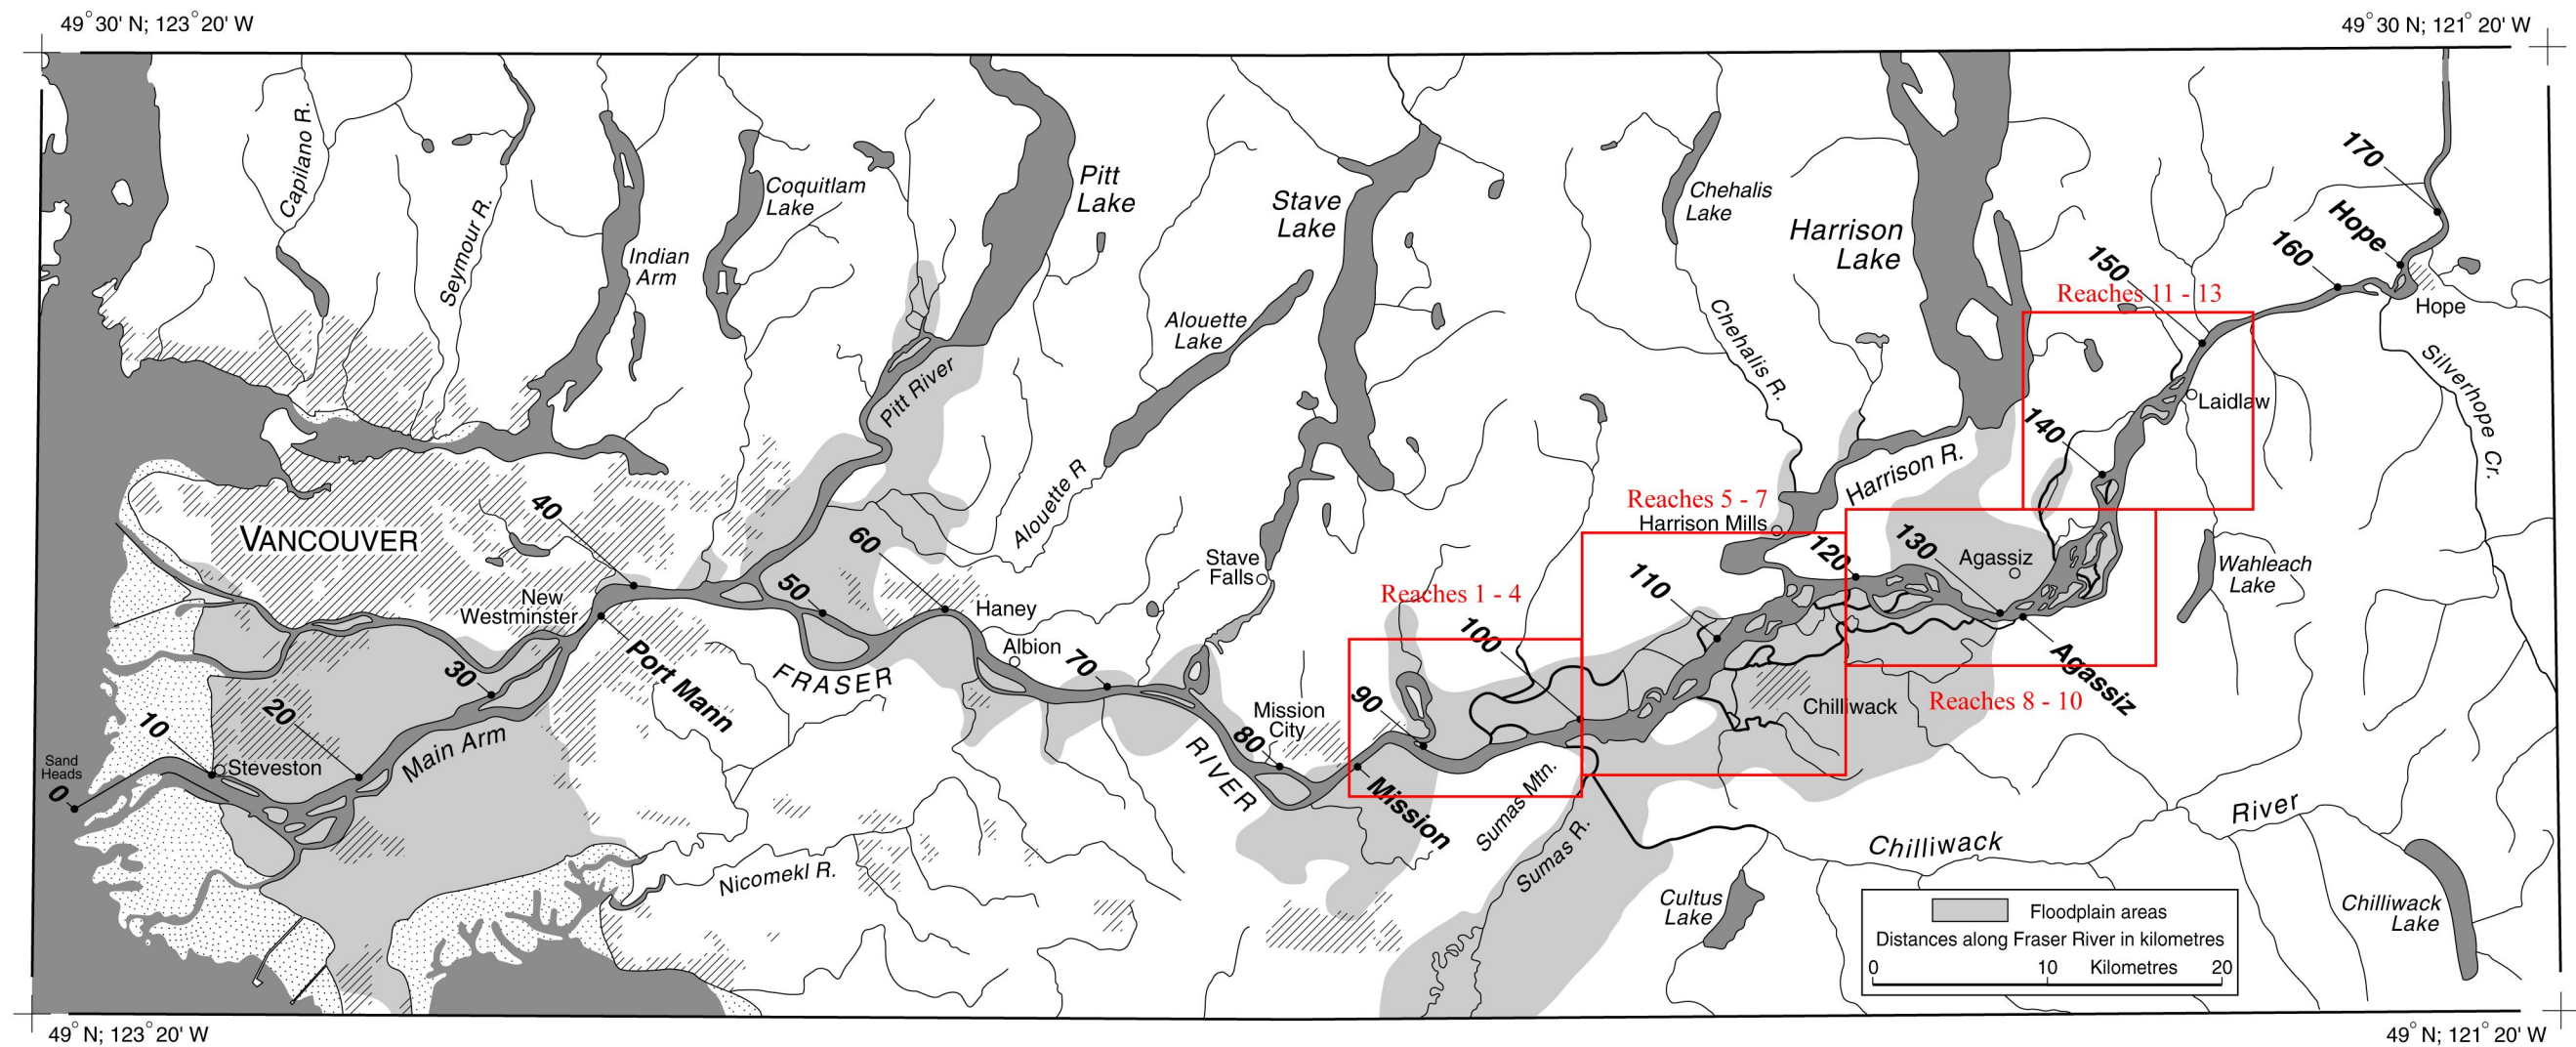 49° 30' N; 123° 20' W
49° 30' N; 121° 20' W
Capilano R.
Seymour R.
Indian
Arm
Coquitlam
Lake
Pitt
Lake
Pitt River
Alouette
Lake
Alouette R
Stave
Lake
Chehalis
Lake
Chehalis R.
Harrison
Lake
Harrison R.
170
Hope
160
150
Reaches 11 - 13
Hope
Silverhope Cr.
Laidlaw
140
VANCOUVER
40
New
Westminster
Port Mann
50
60
Haney
Albion
FRASER
RIVER
70
Stave
Falls
Mission
City
80
Reaches 1 - 4
90
100
Mission
Reaches 5 - 7
Harrison Mills
110
120
130
Agassiz
Agassiz
Reaches 8 - 10
Chilliwack
Wahleach
Lake
30
20
10
Main Arm
Steveston
Sand
Heads
0
Nicomekl R.
Sumas Mtn.
Sumas R.
Chilliwack
River
Cultus
Lake
Chilliwack
Lake
Floodplain areas
Distances along Fraser River in kilometres
0 10 Kilometres 20
49° N; 123° 20' W
49° N; 121° 20' W